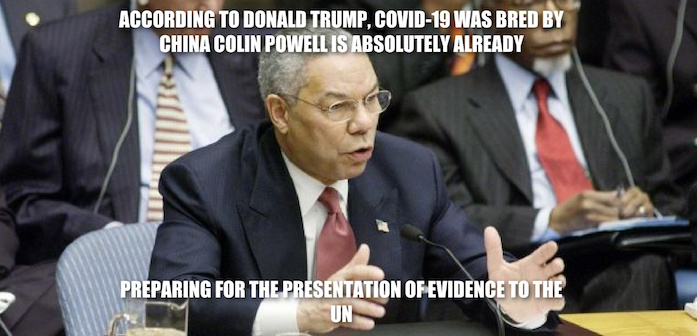 ACCORDING TO DONALD TRUMP, COVID-19 WAS BRED BY
CHINA COLIN POWELL IS ABSOLUTELY ALREADY
PREPARING FOR THE PRESENTATION OF EVIDENCE TO THE
UN